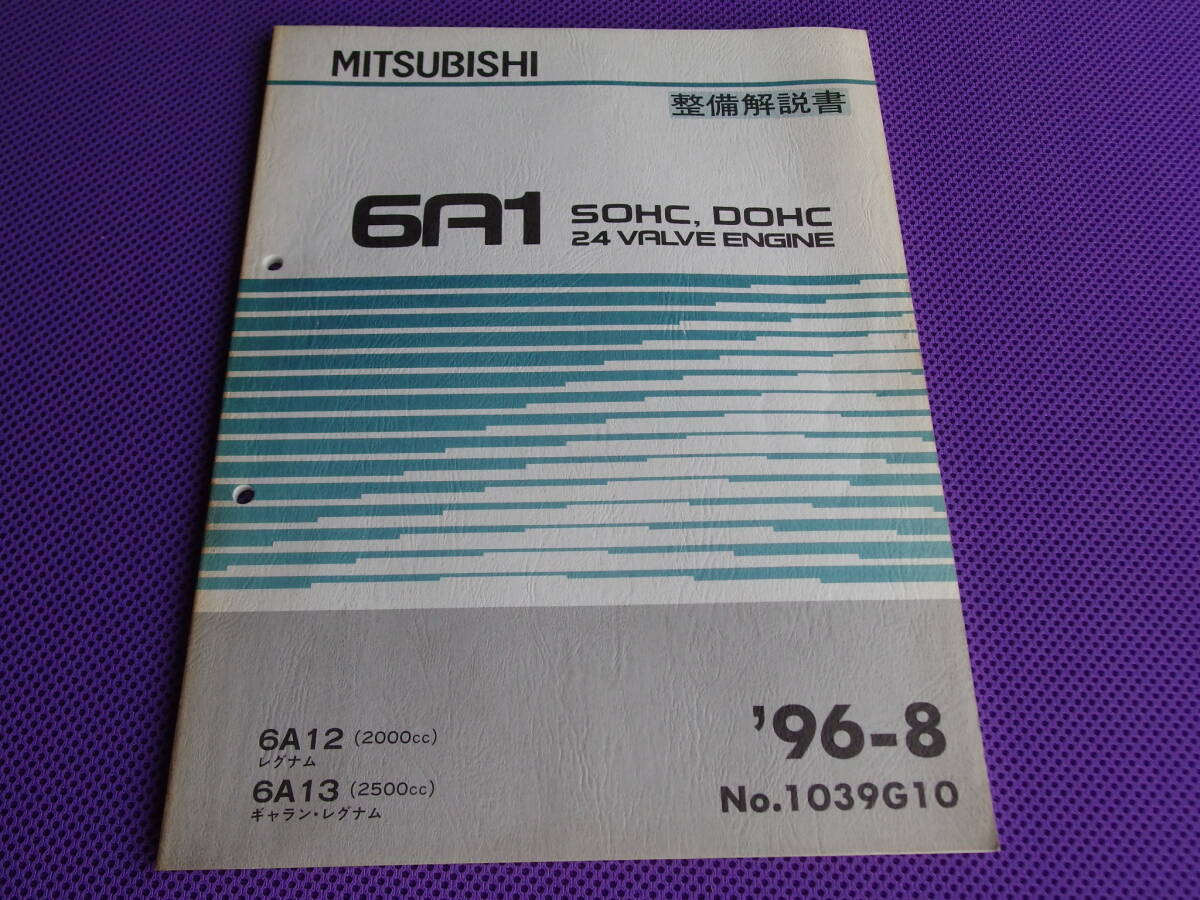 MITSUBISHI
整備解説書
6A1 SOHC, DOHC
24 VALVE ENGINE
6A12 (2000cc)
レグナム
6A13 (2500cc)
ギャラン・レグナム
'96-8
No.1039G10